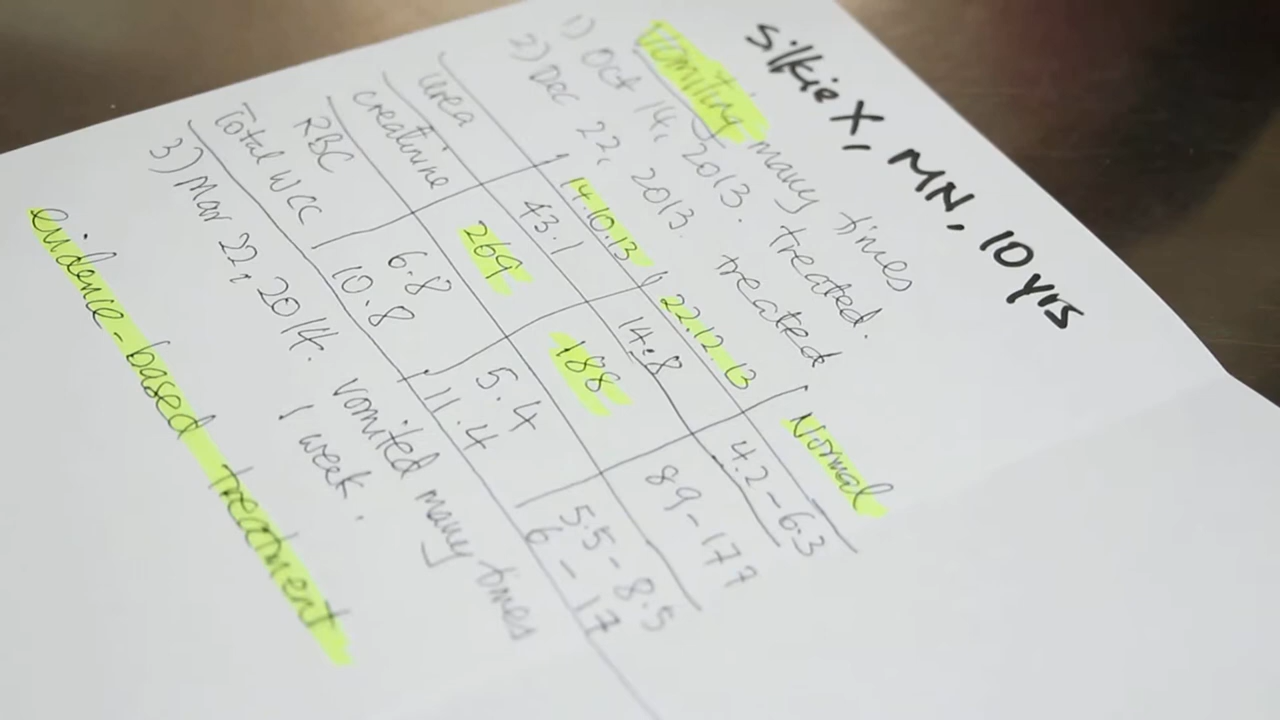 Silkie X, MN, 10 yrs
Vomiting many times
1) Oct 14, 2013. treated.
2) Dec 22, 2013. treated
14.10.13 22.12.13 Normal
urea 43.1 14.8 4.2-6.3
creatinine 269 188 89-177
RBC 6.8 5.4 5.5-8.5
Total WCC 10.8 11.4 6-17
3) Mar 22, 2014. vomited many times
1 week.
evidence-based treatment